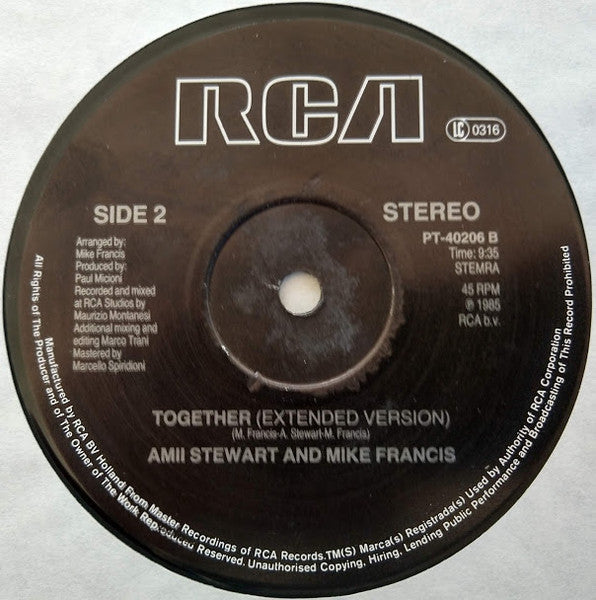 RCA
LC 0316
SIDE 2
STEREO
Arranged by:
Mike Francis
Produced by:
Paul Micioni
Recorded and mixed
at RCA Studios by
Maurizio Montanesi
Additional mixing and
editing Marco Trani
Mastered by
Marcello Spiridioni
PT-40206 B
Time: 9:35
STEMRA
45 RPM
℗ 1985
RCA b.v.
TOGETHER (EXTENDED VERSION)
(M. Francis-A. Stewart-M. Francis)
AMII STEWART AND MIKE FRANCIS
All Rights of The Producer and of The Owner of The Work Reproduced Reserved. Unauthorised Copying, Hiring, Lending Public Performance and Broadcasting of This Record Prohibited
Manufactured by RCA BV Holland From Master Recordings of RCA Records.TM(S) Marca(s) Registrada(s) Used by Authority of RCA Corporation